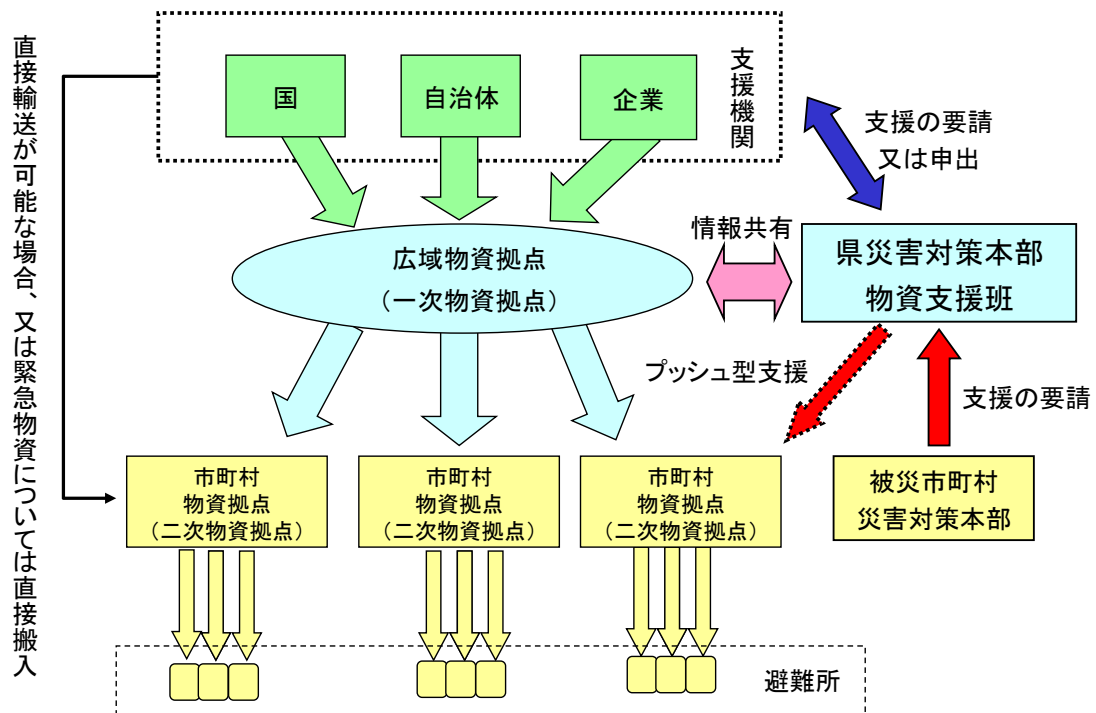 直接輸送が可能な場合、又は緊急物資については直接搬入
国
自治体
企業
支援機関
支援の要請
又は申出
情報共有
広域物資拠点
（一次物資拠点）
県災害対策本部
物資支援班
プッシュ型支援
支援の要請
市町村
物資拠点
（二次物資拠点）
市町村
物資拠点
（二次物資拠点）
市町村
物資拠点
（二次物資拠点）
被災市町村
災害対策本部
避難所